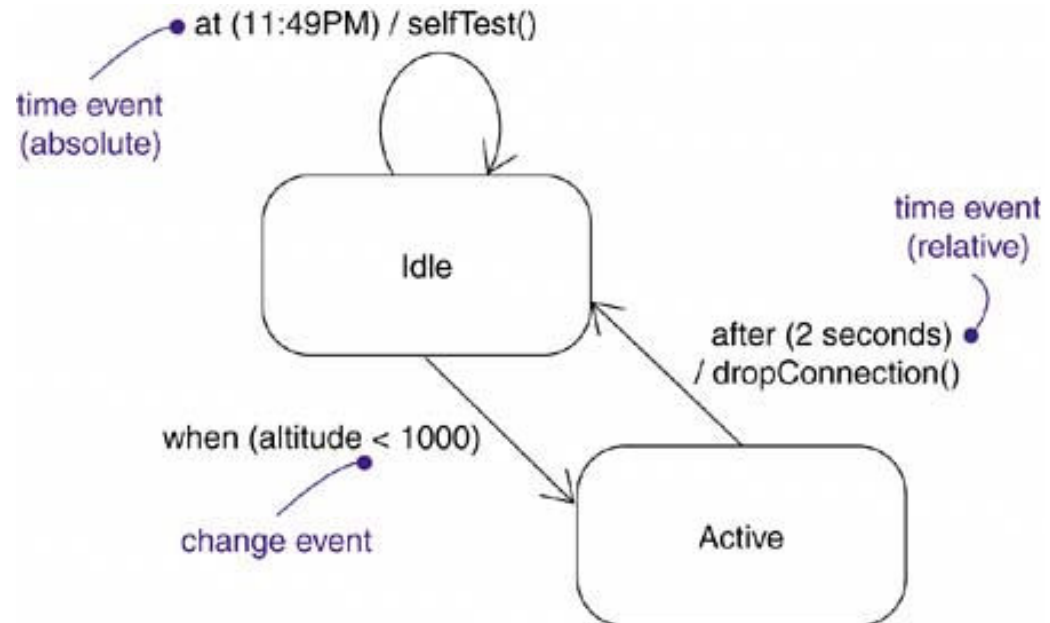 at (11:49PM) / selfTest()
time event
(absolute)
Idle
time event
(relative)
after (2 seconds)
/ dropConnection()
when (altitude < 1000)
change event
Active